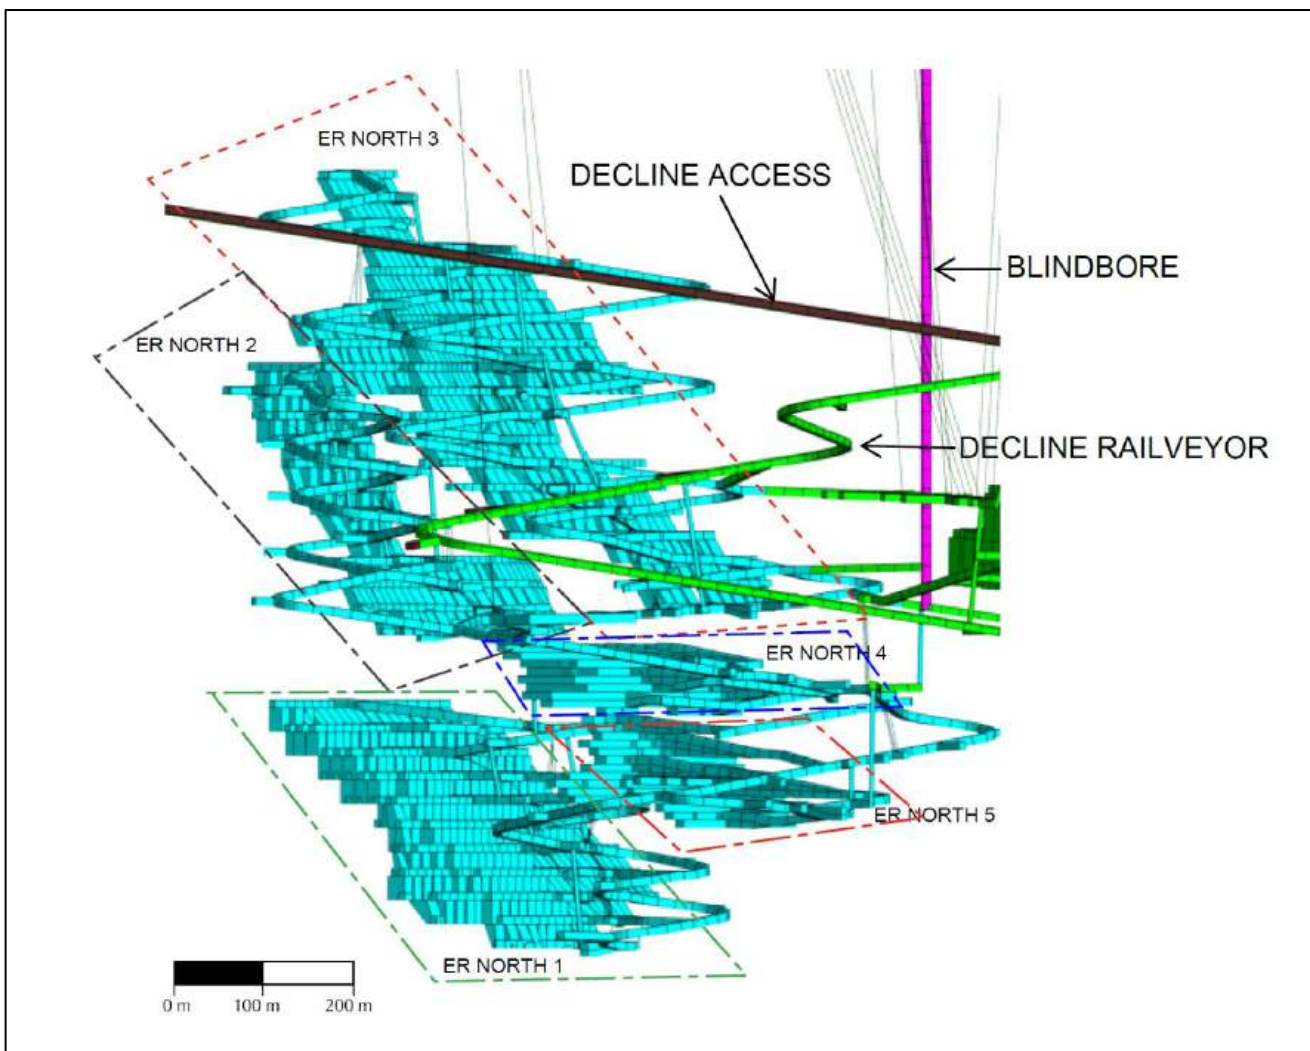 ER NORTH 3
DECLINE ACCESS
BLINDBORE
ER NORTH 2
DECLINE RAILVEYOR
ER NORTH 4
ER NORTH 5
ER NORTH 1
0 m 100 m 200 m